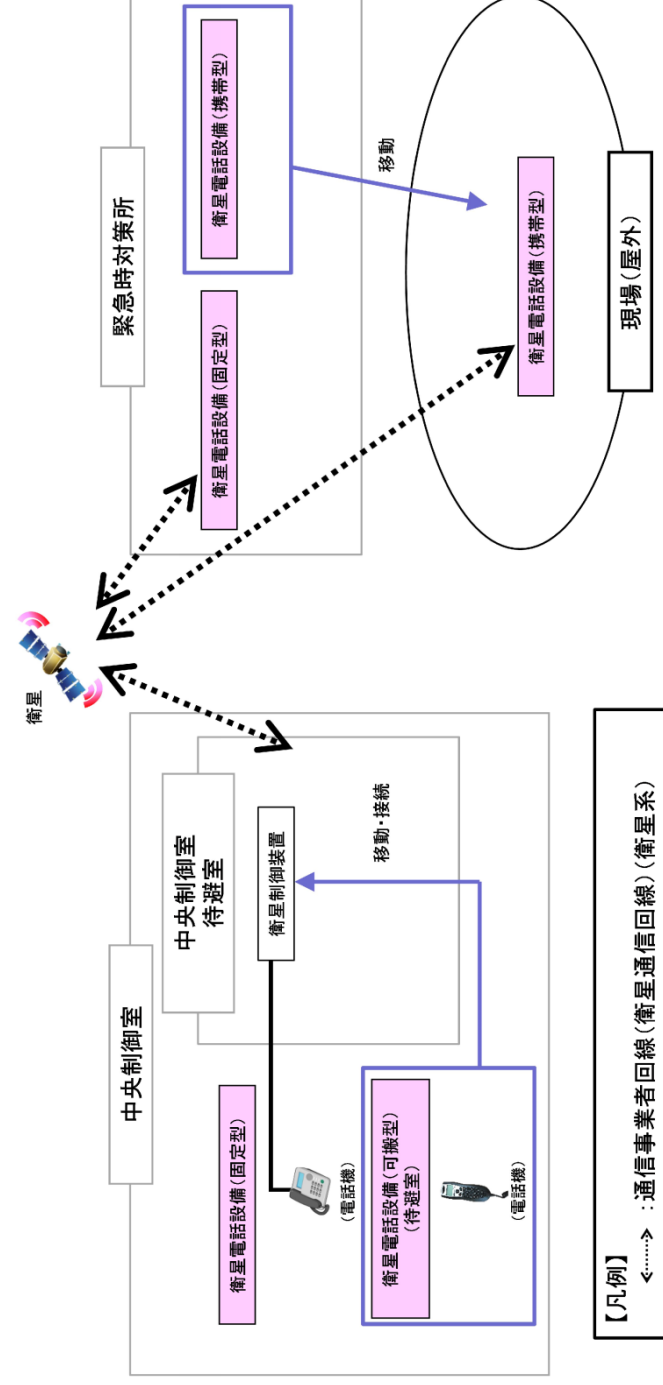 衛星
中央制御室
中央制御室
待避室
衛星制御装置
移動・接続
衛星電話設備(固定型)
(電話機)
衛星電話設備(可搬型)
(待避室)
(電話機)
緊急時対策所
衛星電話設備(固定型)
衛星電話設備(携帯型)
移動
衛星電話設備(携帯型)
現場(屋外)
【凡例】
:通信事業者回線(衛星通信回線)(衛星系)